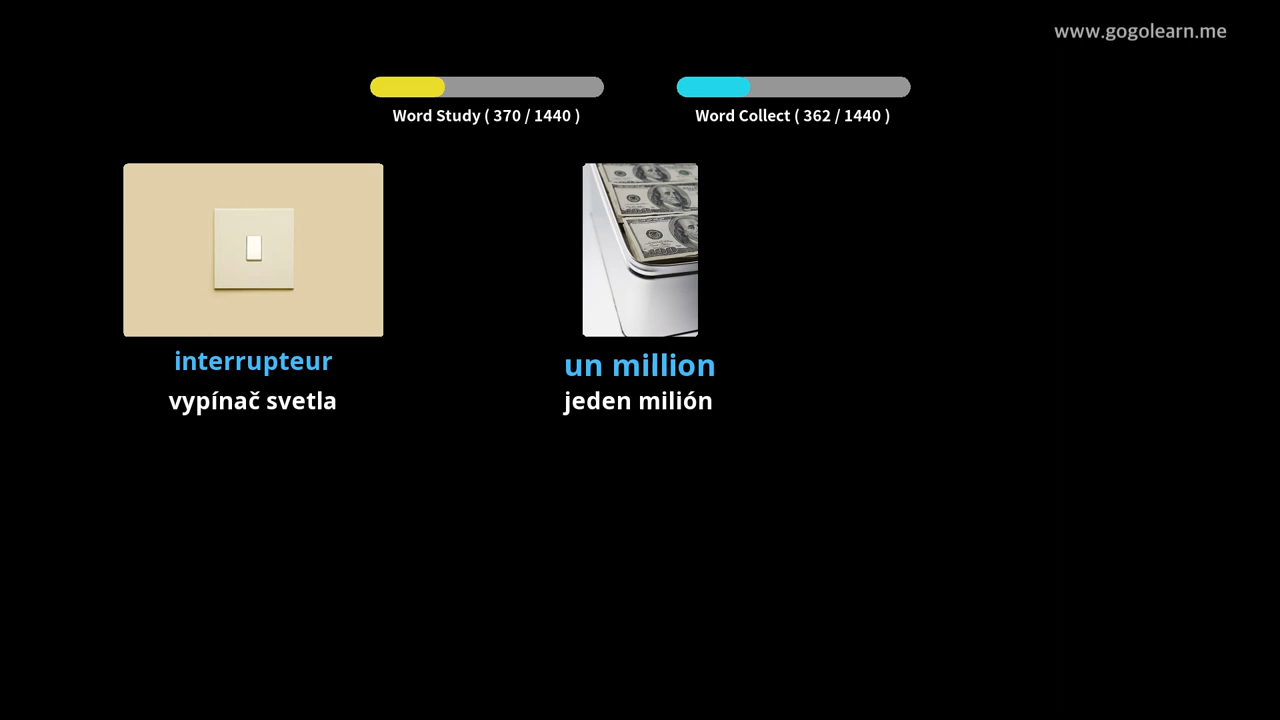 www.gogolearn.me
Word Study ( 370 / 1440 )
Word Collect ( 362 / 1440 )
interrupteur
vypínač svetla
un million
jeden milión